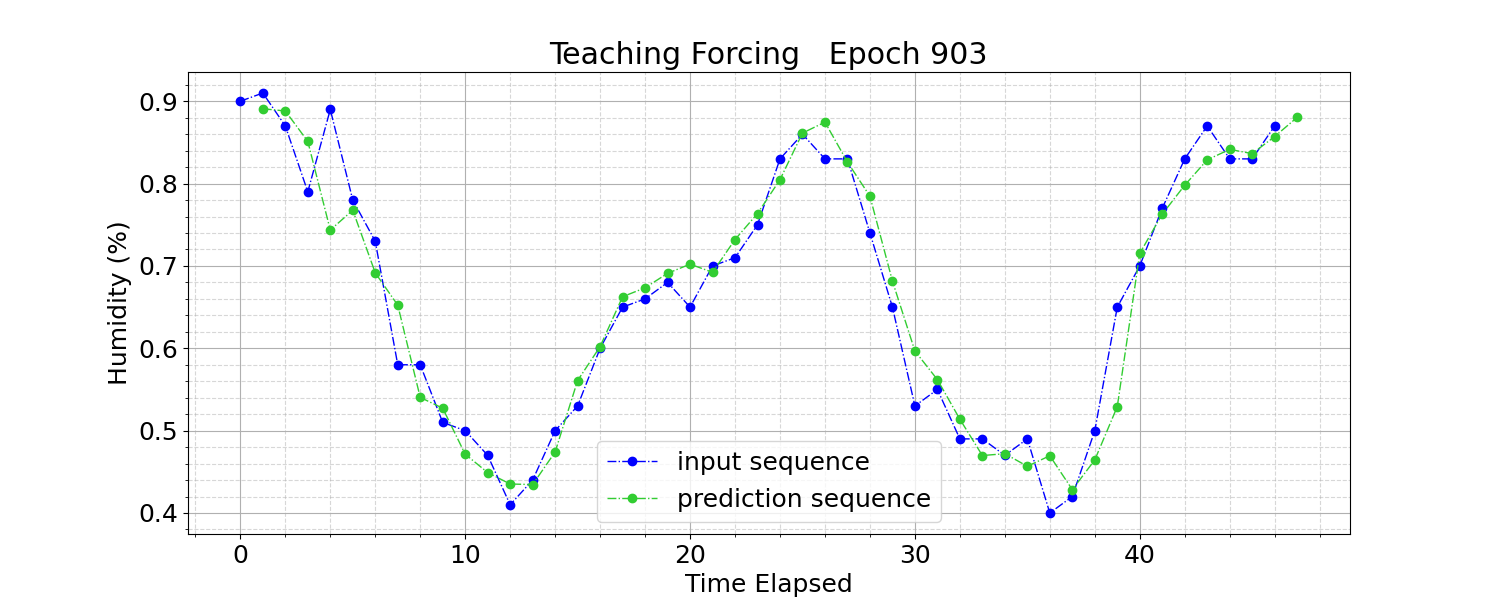 Teaching Forcing   Epoch 903
Humidity (%)
0.9
0.8
0.7
0.6
0.5
0.4
input sequence
prediction sequence
0 10 20 30 40
Time Elapsed